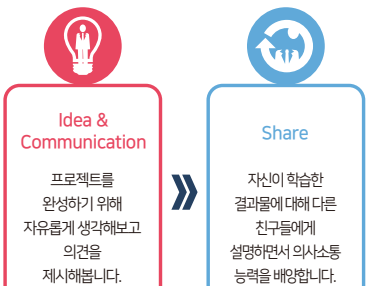 Idea &
Communication
프로젝트를
완성하기 위해
자유롭게 생각해보고
의견을
제시해봅니다.
Share
자신이 학습한
결과물에 대해 다른
친구들에게
설명하면서 의사소통
능력을 배양합니다.